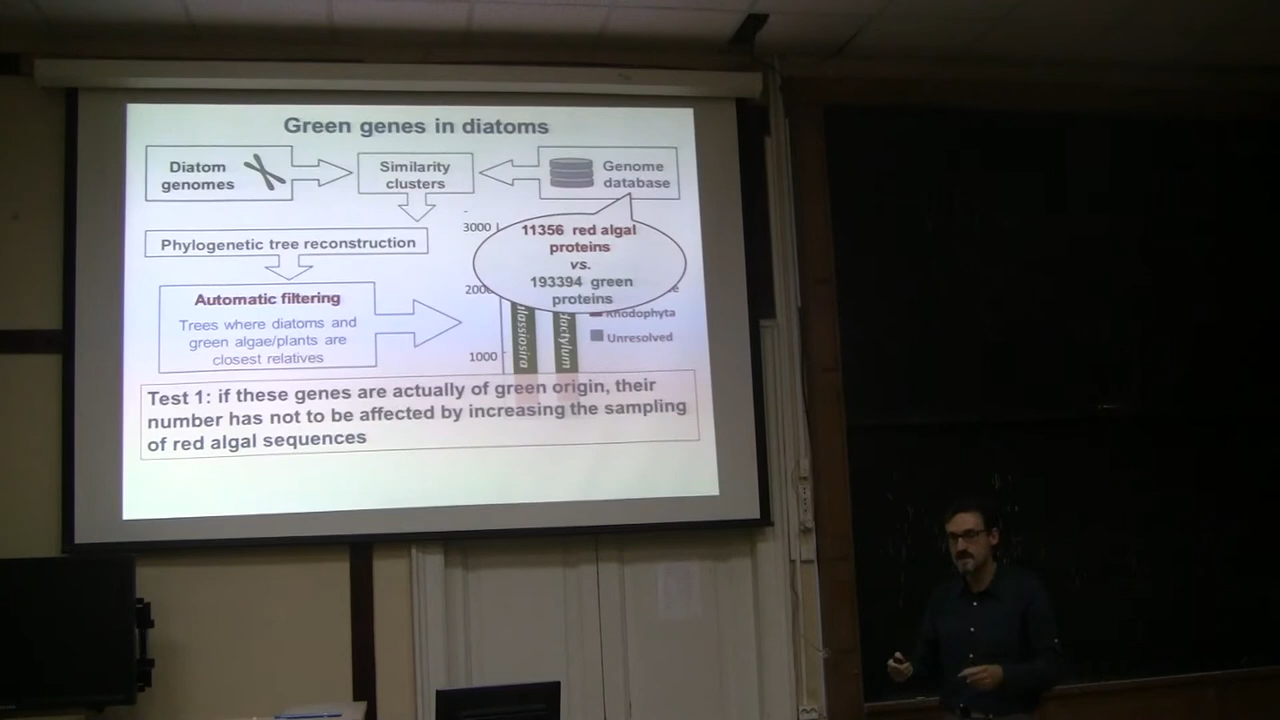 Green genes in diatoms
Diatom
genomes
Similarity
clusters
Genome
database
Phylogenetic tree reconstruction
3000
11356 red algal
proteins
vs.
193394 green
proteins
Automatic filtering
Trees where diatoms and
green algae/plants are
closest relatives
1000
Rhodophyta
Unresolved
Test 1: if these genes are actually of green origin, their
number has not to be affected by increasing the sampling
of red algal sequences